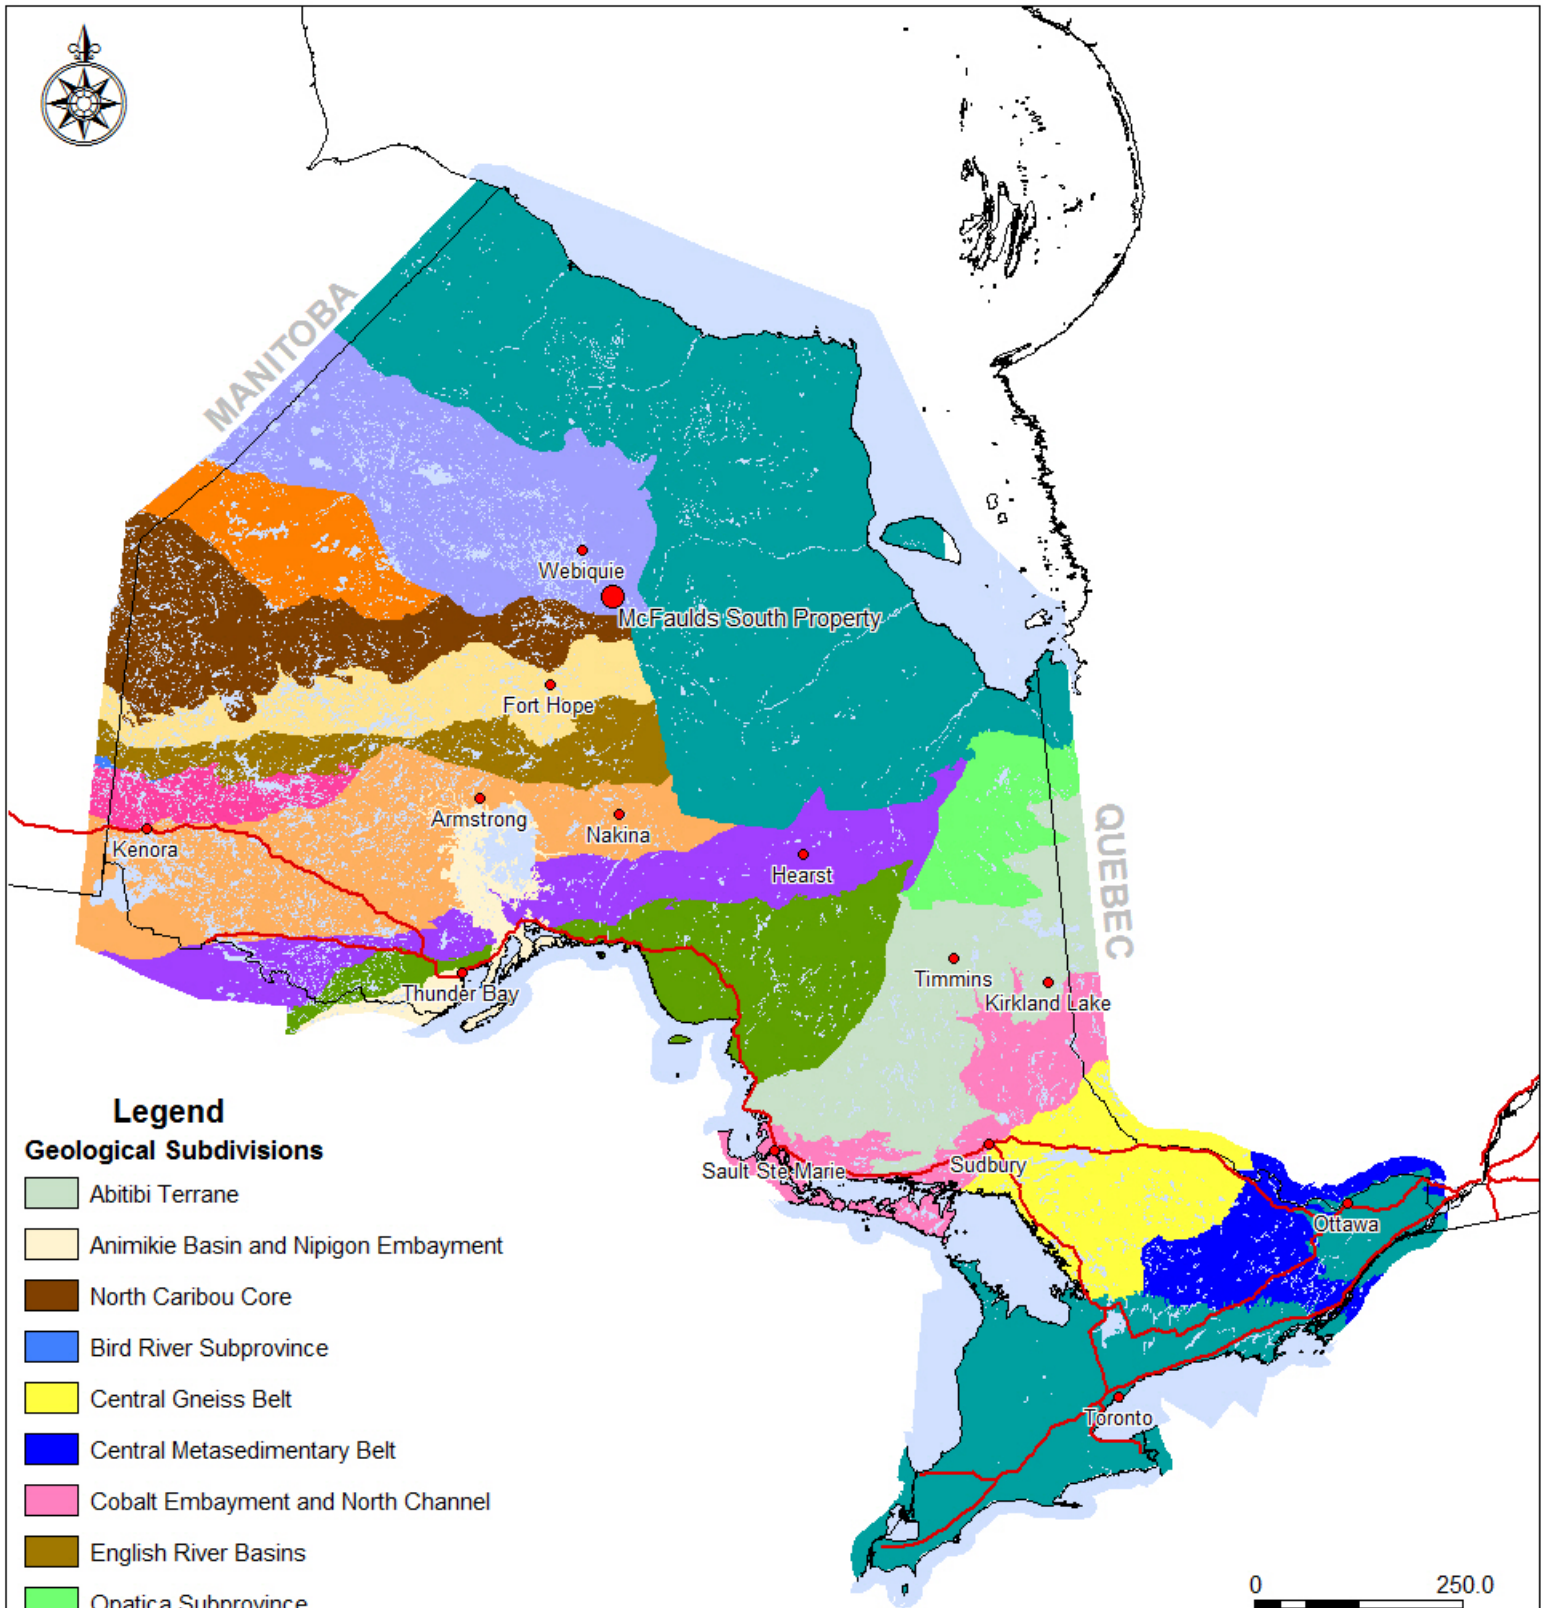 MANITOBA
Webiquie
McFaulds South Property
Fort Hope
Armstrong
Nakina
Kenora
Hearst
QUEBEC
Timmins
Kirkland Lake
Thunder Bay
Sault Ste Marie
Sudbury
Ottawa
Toronto
Legend
Geological Subdivisions
Abitibi Terrane
Animikie Basin and Nipigon Embayment
North Caribou Core
Bird River Subprovince
Central Gneiss Belt
Central Metasedimentary Belt
Cobalt Embayment and North Channel
English River Basins
Opatica Subprovince
0 250.0